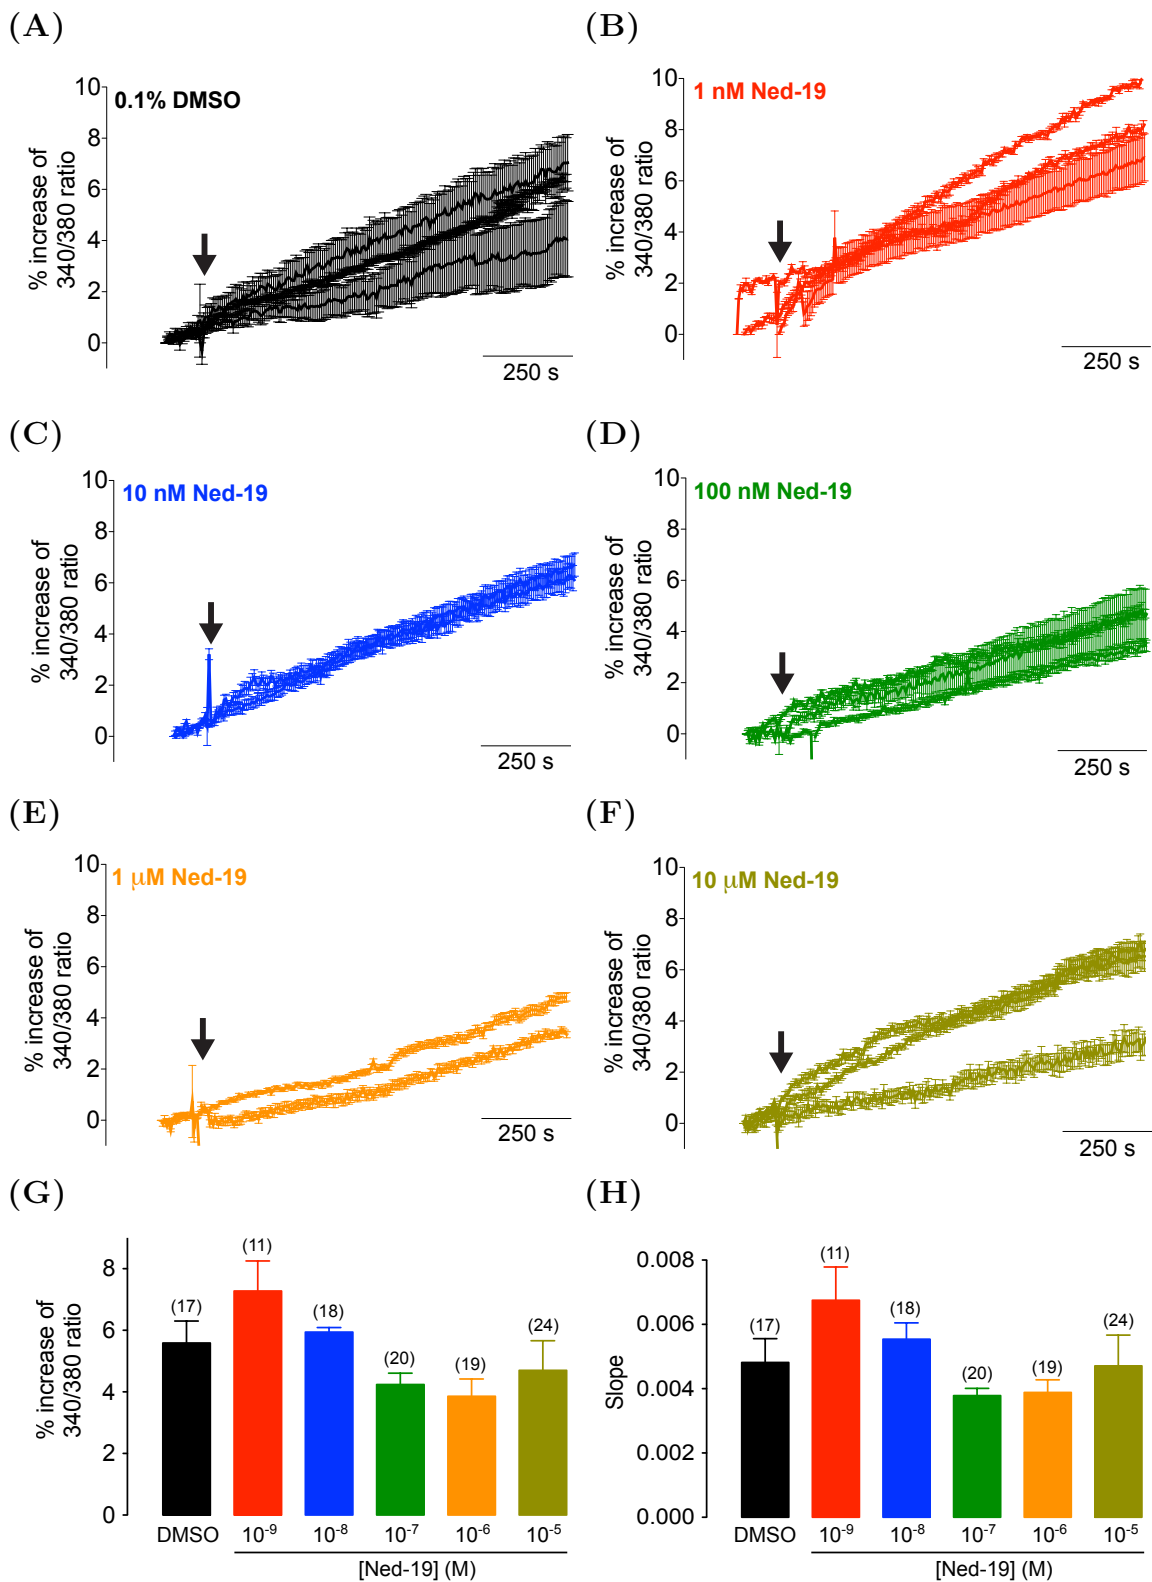 (A)
10
8
6
4
2
0
% increase of
340/380 ratio
0.1% DMSO
250 s
(B)
10
8
6
4
2
0
% increase of
340/380 ratio
1 nM Ned-19
250 s
(C)
10
8
6
4
2
0
% increase of
340/380 ratio
10 nM Ned-19
250 s
(D)
10
8
6
4
2
0
% increase of
340/380 ratio
100 nM Ned-19
250 s
(E)
10
8
6
4
2
0
% increase of
340/380 ratio
1 µM Ned-19
250 s
(F)
10
8
6
4
2
0
% increase of
340/380 ratio
10 µM Ned-19
250 s
(G)
8
6
4
2
0
% increase of
340/380 ratio
(17) (11) (18) (20) (19) (24)
DMSO 10⁻⁹ 10⁻⁸ 10⁻⁷ 10⁻⁶ 10⁻⁵
[Ned-19] (M)
(H)
0.008
0.006
0.004
0.002
0.000
Slope
(17) (11) (18) (20) (19) (24)
DMSO 10⁻⁹ 10⁻⁸ 10⁻⁷ 10⁻⁶ 10⁻⁵
[Ned-19] (M)